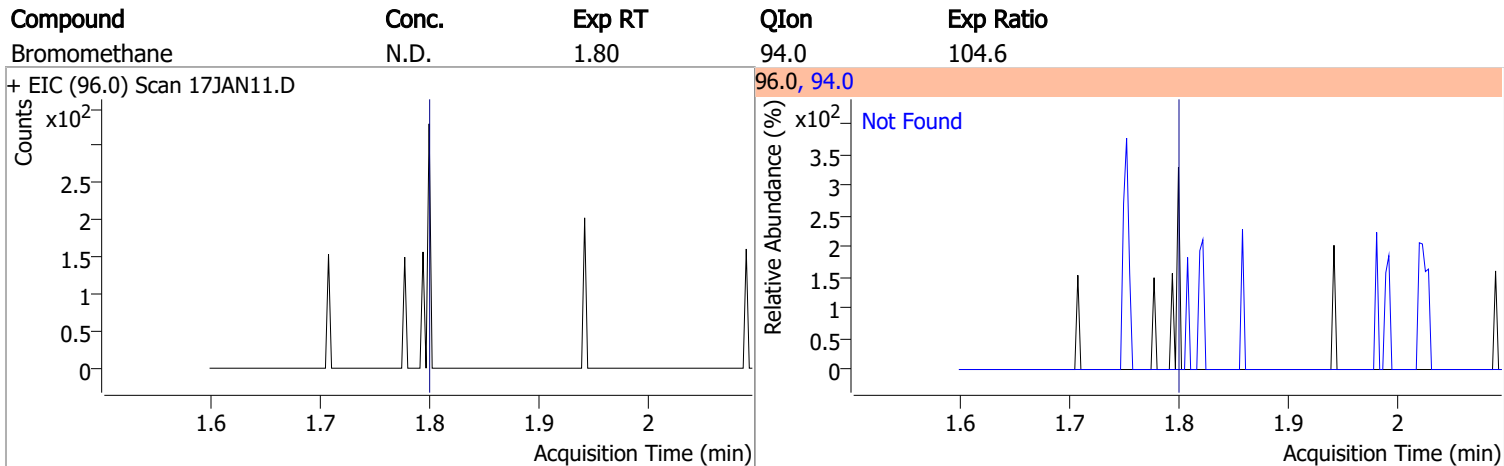 Compound Conc. Exp RT QIon Exp Ratio
Bromomethane N.D. 1.80 94.0 104.6
+ EIC (96.0) Scan 17JAN11.D
Counts
x10²
2.5
2
1.5
1
0.5
0
1.6 1.7 1.8 1.9 2
Acquisition Time (min)
96.0, 94.0
Relative Abundance (%)
x10²
Not Found
3.5
3
2.5
2
1.5
1
0.5
0
1.6 1.7 1.8 1.9 2
Acquisition Time (min)